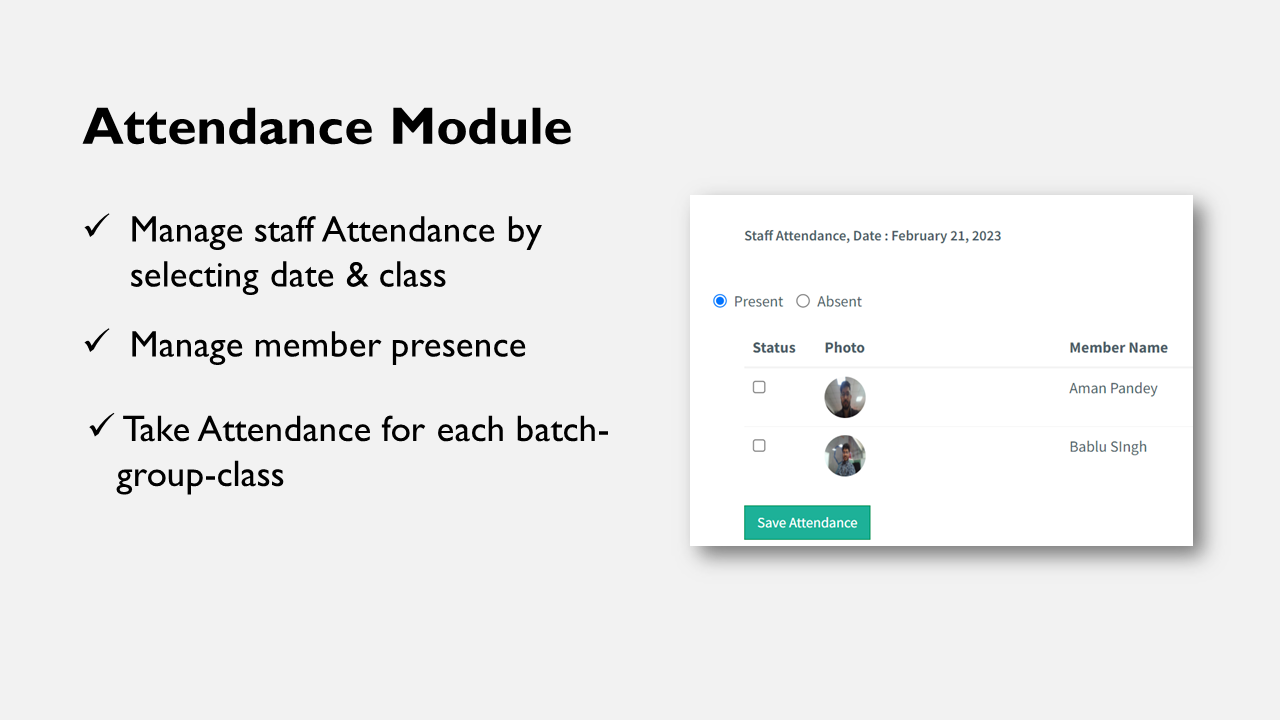 Attendance Module
✓ Manage staff Attendance by
selecting date & class
✓ Manage member presence
✓ Take Attendance for each batch-
group-class
Staff Attendance, Date : February 21, 2023
Present Absent
Status Photo Member Name
Aman Pandey
Bablu SIngh
Save Attendance